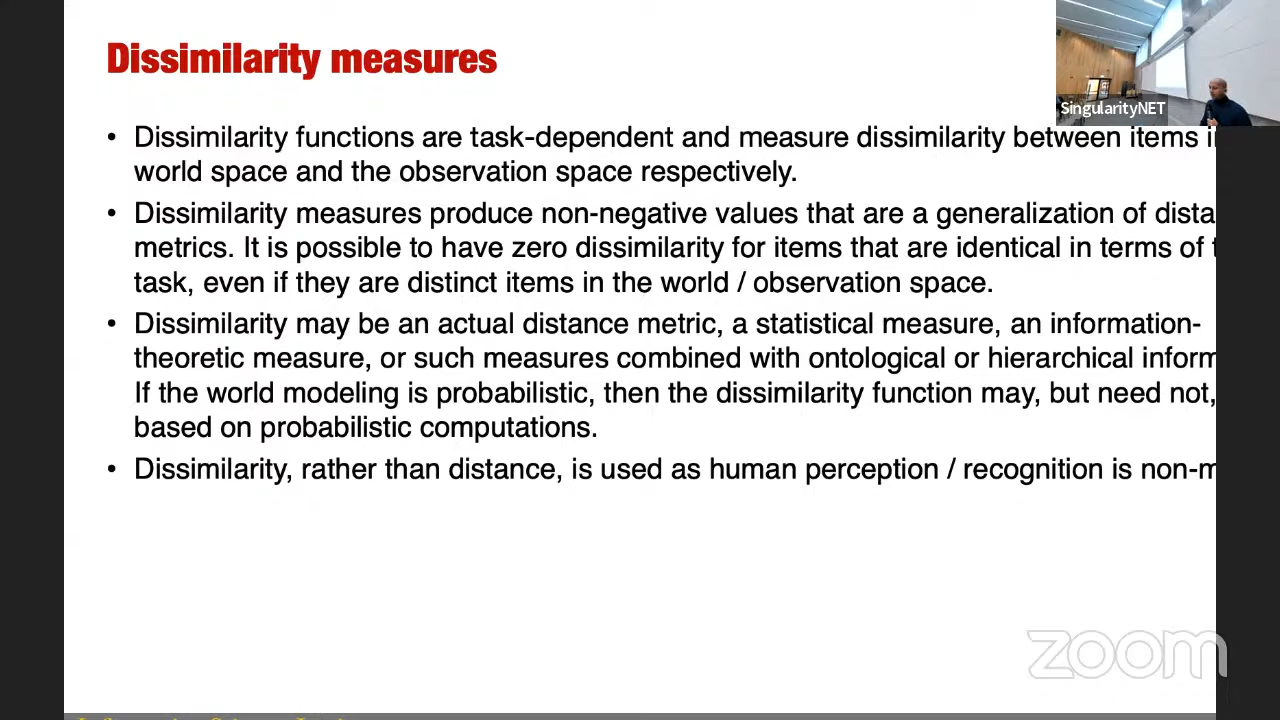 Dissimilarity measures
SingularityNET
• Dissimilarity functions are task-dependent and measure dissimilarity between items
world space and the observation space respectively.
• Dissimilarity measures produce non-negative values that are a generalization of dista
metrics. It is possible to have zero dissimilarity for items that are identical in terms of
task, even if they are distinct items in the world / observation space.
• Dissimilarity may be an actual distance metric, a statistical measure, an information-
theoretic measure, or such measures combined with ontological or hierarchical inform
If the world modeling is probabilistic, then the dissimilarity function may, but need not,
based on probabilistic computations.
• Dissimilarity, rather than distance, is used as human perception / recognition is non-m
zoom